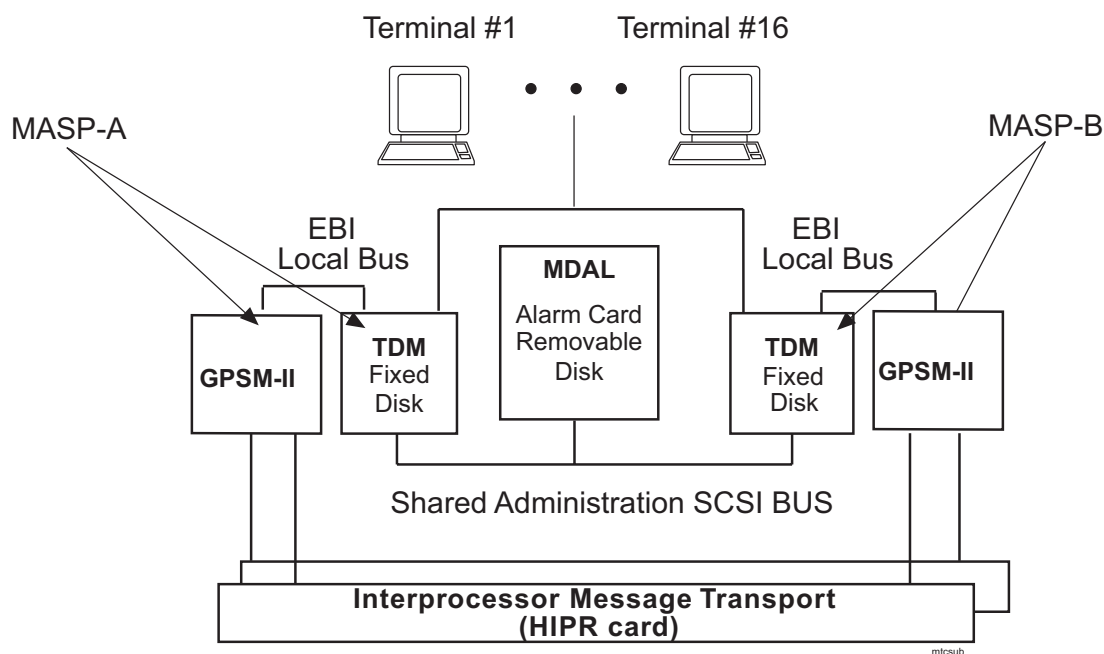 Terminal #1
Terminal #16
MASP-A
MASP-B
EBI
Local Bus
EBI
Local Bus
MDAL
Alarm Card
Removable
Disk
GPSM-II
TDM
Fixed
Disk
TDM
Fixed
Disk
GPSM-II
Shared Administration SCSI BUS
Interprocessor Message Transport
(HIPR card)
mtcsub